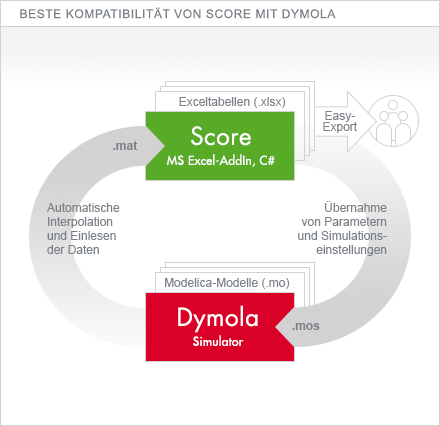 BESTE KOMPATIBILITÄT VON SCORE MIT DYMOLA
Exceltabellen (.xlsx)
Easy-
Export
Score
MS Excel-AddIn, C#
.mat
Automatische
Interpolation
und Einlesen
der Daten
Übernahme
von Parametern
und Simulations-
einstellungen
Modelica-Modelle (.mo)
Dymola
Simulator
.mos